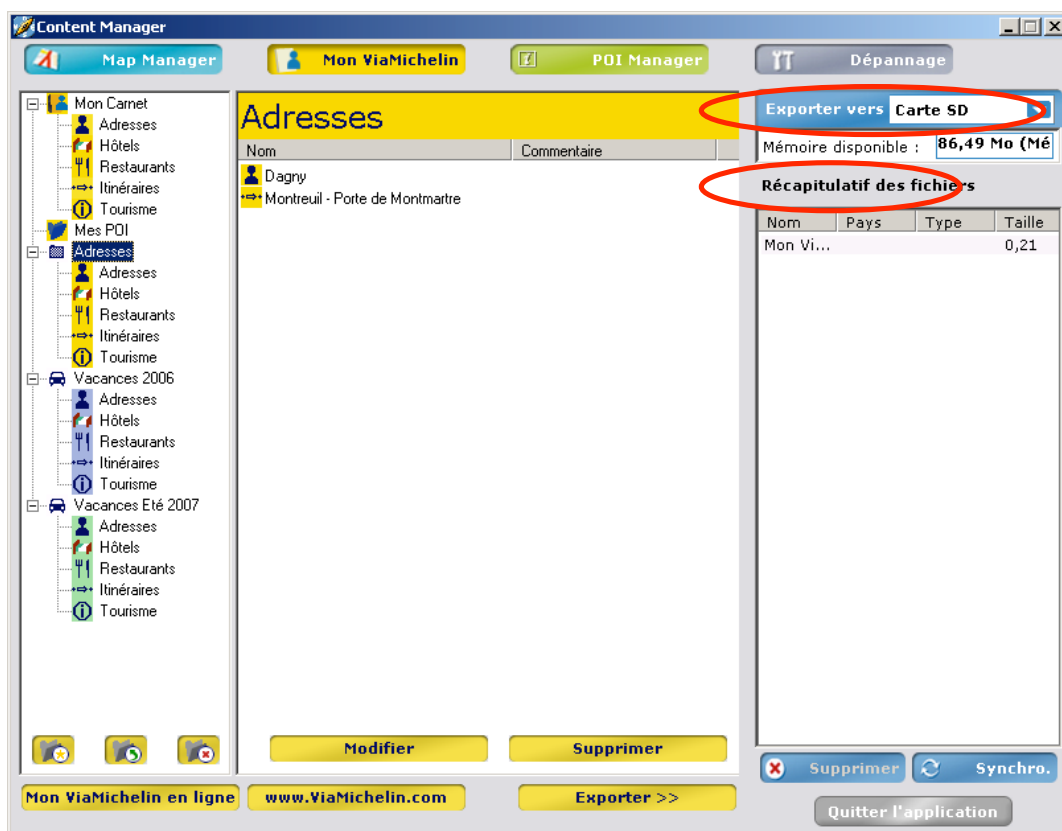 Content Manager
Map Manager
Mon ViaMichelin
POI Manager
Dépannage
Mon Carnet
Adresses
Hôtels
Restaurants
Itinéraires
Tourisme
Mes POI
Adresses
Adresses
Hôtels
Restaurants
Itinéraires
Tourisme
Vacances 2006
Adresses
Hôtels
Restaurants
Itinéraires
Tourisme
Vacances Eté 2007
Adresses
Hôtels
Restaurants
Itinéraires
Tourisme
Adresses
Nom Commentaire
Dagny
Montreuil - Porte de Montmartre
Modifier Supprimer
Exporter vers Carte SD
Mémoire disponible : 86,49 Mo (Mé
Récapitulatif des fichiers
Nom Pays Type Taille
Mon Vi... 0,21
Supprimer Synchro.
Mon ViaMichelin en ligne www.ViaMichelin.com Exporter >>
Quitter l'application